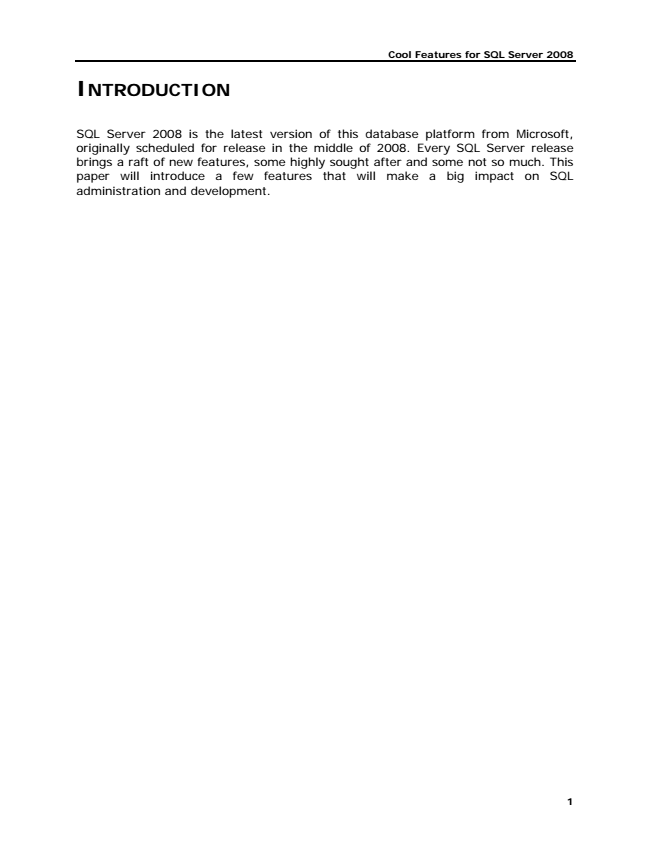 Cool Features for SQL Server 2008
INTRODUCTION
SQL Server 2008 is the latest version of this database platform from Microsoft,
originally scheduled for release in the middle of 2008. Every SQL Server release
brings a raft of new features, some highly sought after and some not so much. This
paper will introduce a few features that will make a big impact on SQL
administration and development.
1